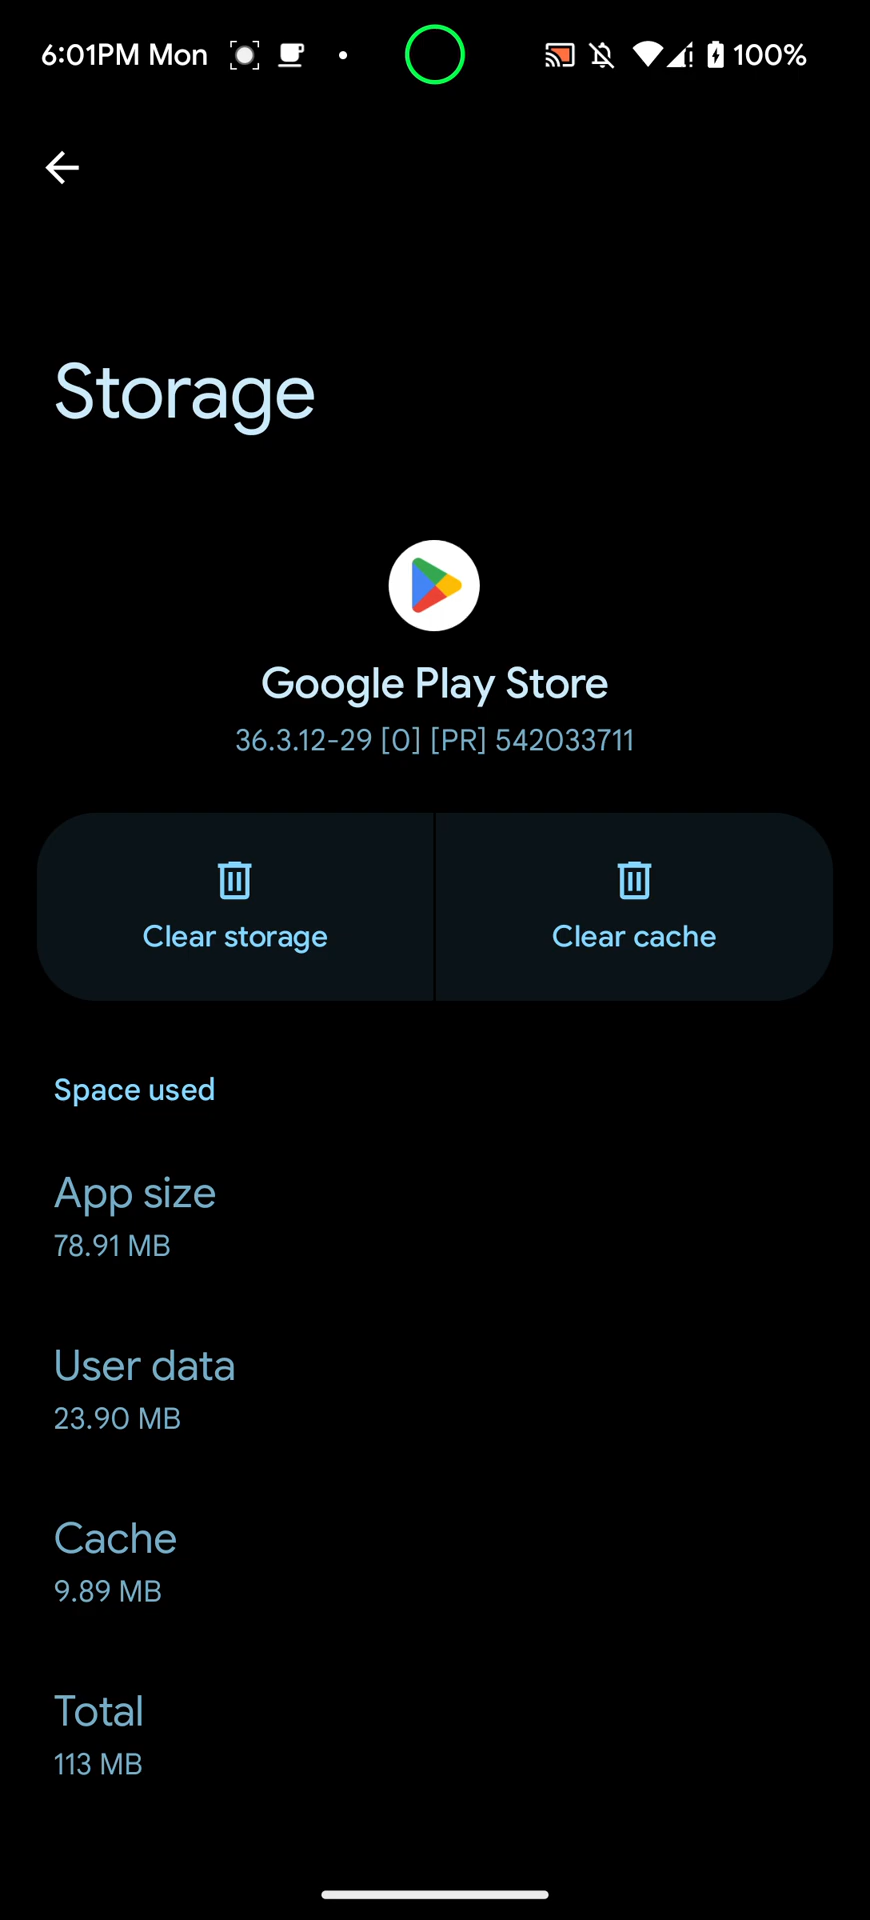 6:01PM Mon
100%
Storage
Google Play Store
36.3.12-29 [0] [PR] 542033711
Clear storage
Clear cache
Space used
App size
78.91 MB
User data
23.90 MB
Cache
9.89 MB
Total
113 MB